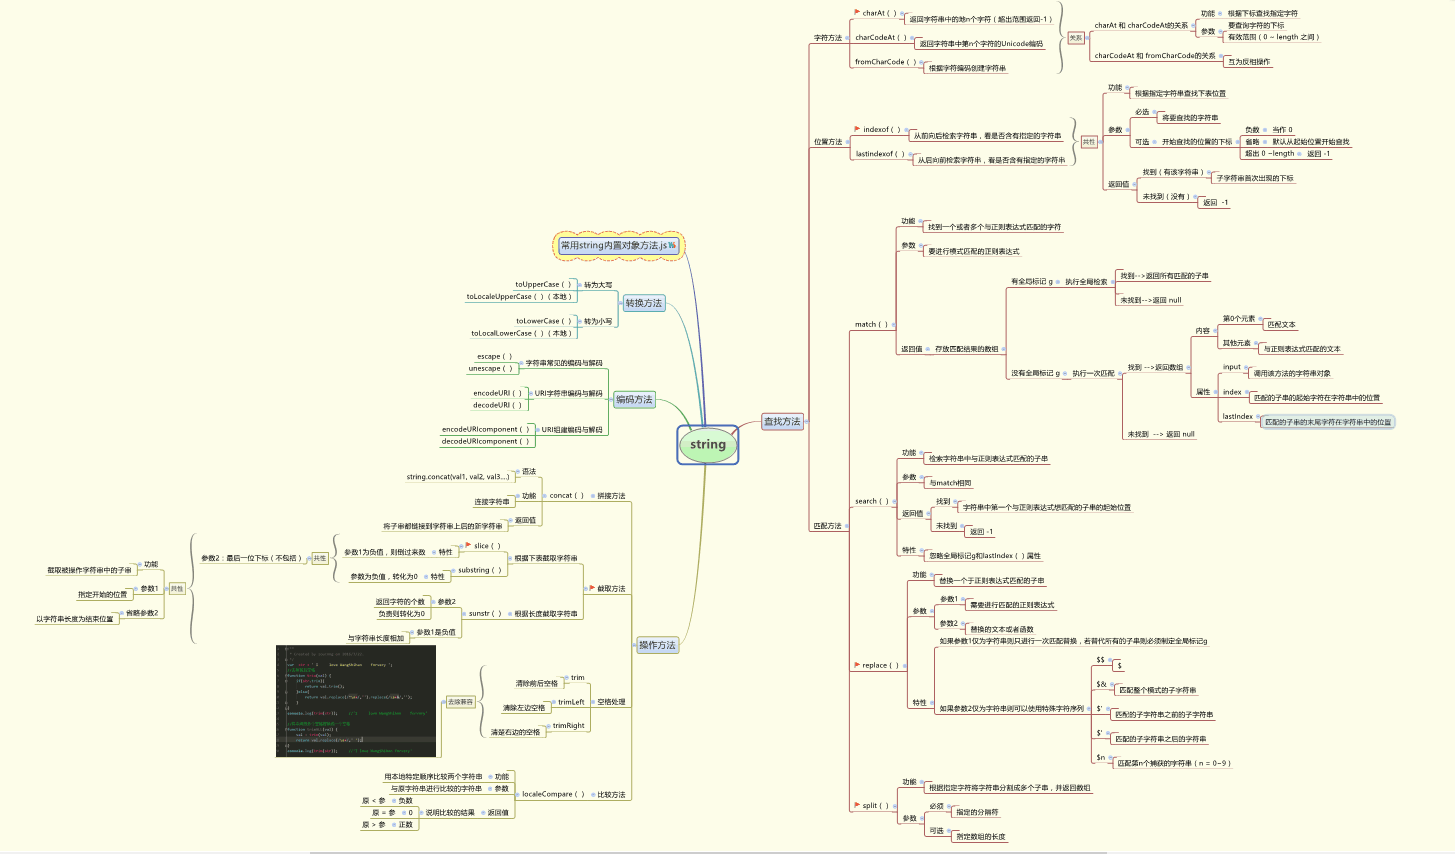 string
常用string内置对象方法.js
转换方法
转为大写
toUpperCase ( )
toLocaleUpperCase ( ) ( 本地 )
转为小写
toLowerCase ( )
toLocalLowerCase ( ) ( 本地 )
编码方法
字符串常见的编码与解码
escape ( )
unescape ( )
URI字符串编码与解码
encodeURI ( )
decodeURI ( )
URI组建编码与解码
encodeURIcomponent ( )
decodeURIcomponent ( )
操作方法
拼接方法
concat ( )
语法
string.concat(val1, val2, val3....)
功能
连接字符串
返回值
将子串都链接到字符串上后的新字符串
截取方法
根据下表截取字符串
slice ( )
特性
参数1为负值，则倒过来数
substring ( )
特性
参数为负值，转化为0
共性
参数2：最后一位下标（不包括）
根据长度截取字符串
sunstr ( )
参数2
返回字符的个数
负责则转化为0
参数1是负值
与字符串长度相加
共性
功能
截取被操作字符串中的子串
参数1
指定开始的位置
省略参数2
以字符串长度为结束位置
空格处理
trim
清除前后空格
trimLeft
清除左边空格
trimRight
清楚右边的空格
去除兼容
比较方法
localeCompare ( )
功能
用本地特定顺序比较两个字符串
参数
与原字符串进行比较的字符串
返回值
说明比较的结果
负数
原 < 参
0
原 = 参
正数
原 > 参
查找方法
字符方法
charAt ( )
返回字符串中的地n个字符（超出范围返回-1）
charCodeAt ( )
返回字符串中第n个字符的Unicode编码
fromCharCode ( )
根据字符编码创建字符串
关系
charAt 和 charCodeAt的关系
功能
根据下标查找指定字符
参数
要查询字符的下标
有效范围（0 ~ length 之间）
charCodeAt 和 fromCharCode的关系
互为反相操作
位置方法
indexof ( )
从前向后检索字符串，看是否含有指定的字符串
lastindexof ( )
从后向前检索字符串，看是否含有指定的字符串
共性
功能
根据指定字符串查找下表位置
参数
必选
将要查找的字符串
可选
开始查找的位置的下标
负数
当作 0
省略
默认从起始位置开始查找
超出 0 ~length
返回 -1
返回值
找到（有该字符串）
子字符串首次出现的下标
未找到（没有）
返回 -1
匹配方法
match ( )
功能
找到一个或者多个与正则表达式匹配的字符
参数
要进行模式匹配的正则表达式
返回值
存放匹配结果的数组
有全局标记 g
执行全局检索
找到-->返回所有匹配的子串
未找到-->返回 null
没有全局标记 g
执行一次匹配
找到 -->返回数组
内容
第0个元素
匹配文本
其他元素
与正则表达式匹配的文本
属性
input
调用该方法的字符串对象
index
匹配的子串的起始字符在字符串中的位置
lastIndex
匹配的子串的末尾字符在字符串中的位置
未找到 --> 返回 null
search ( )
功能
检索字符串中与正则表达式匹配的子串
参数
与match相同
返回值
找到
字符串中第一个与正则表达式想匹配的子串的起始位置
未找到
返回 -1
特性
忽略全局标记g和lastIndex ( ) 属性
replace ( )
功能
替换一个于正则表达式匹配的子串
参数
参数1
需要进行匹配的正则表达式
参数2
替换的文本或者函数
特性
如果参数1仅为字符串则只进行一次匹配替换，若替代所有的子串则必须制定全局标记g
如果参数2仅为字符串则可以使用特殊字符序列
$$
$
$&
匹配整个模式的子字符串
$'
匹配的子字符串之前的子字符串
$'
匹配的子字符串之后的字符串
$n
匹配第n个捕获的字符串（n = 0~9）
split ( )
功能
根据指定字符将字符串分割成多个子串，并返回数组
参数
必须
指定的分隔符
可选
指定数组的长度